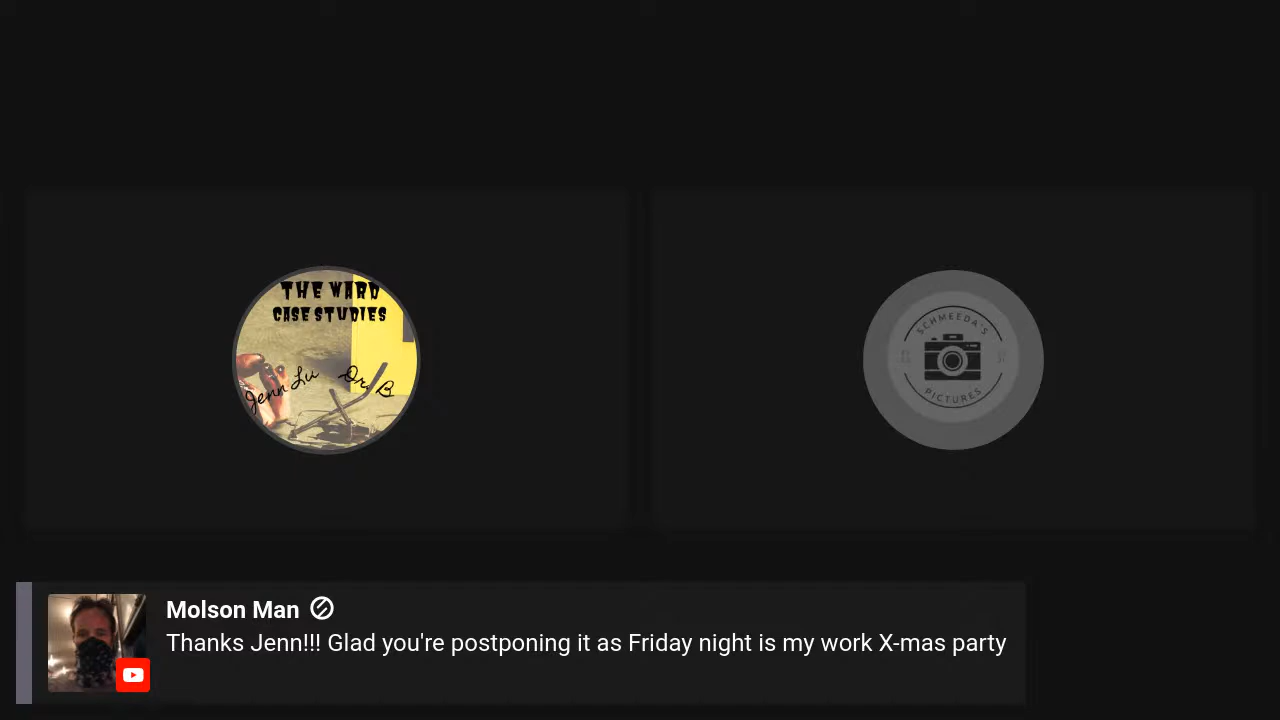 THE WARD
CASE STUDIES
Jenn Lu Dr. B
SCHMEEDA'S
PICTURES
Molson Man
Thanks Jenn!!! Glad you're postponing it as Friday night is my work X-mas party